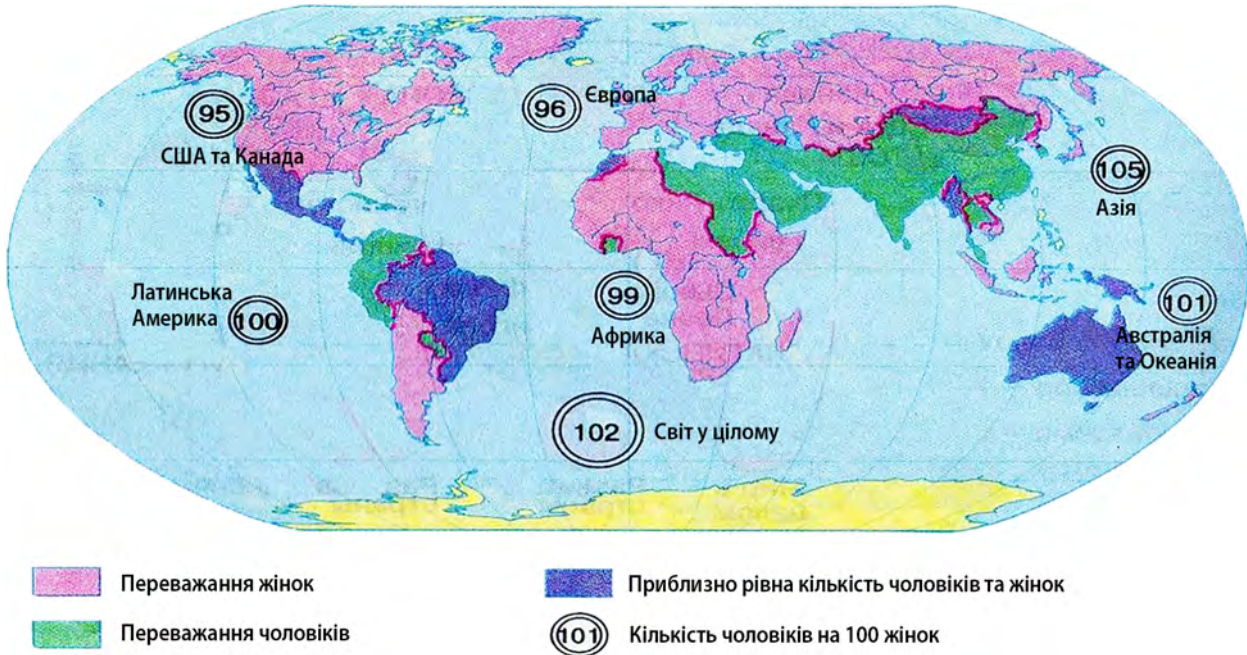 95
США та Канада
96
Європа
105
Азія
Латинська
Америка
100
99
Африка
101
Австралія
та Океанія
102
Світ у цілому
Переважання жінок
Приблизно рівна кількість чоловіків та жінок
Переважання чоловіків
101
Кількість чоловіків на 100 жінок